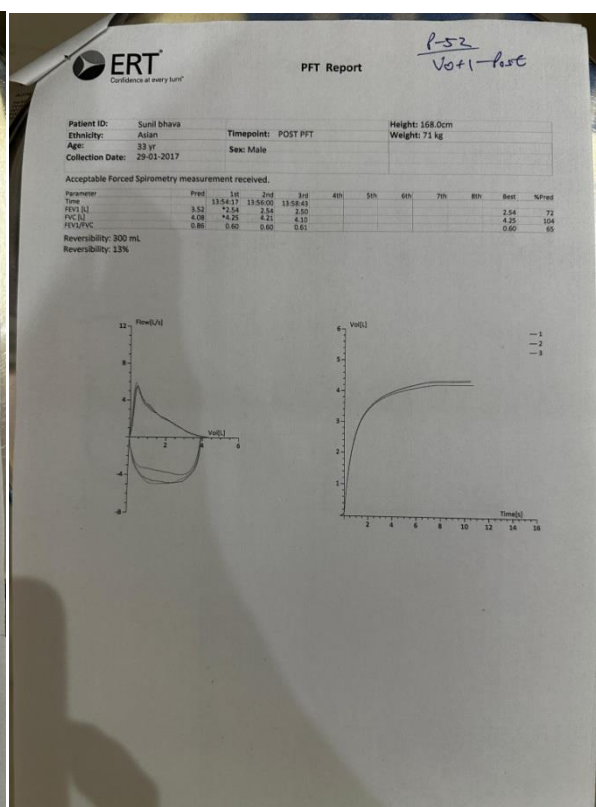 P-52
Vo+1-Post
ERT
Confidence at every turn
PFT Report
Patient ID: Sunil bhava Height: 168.0cm
Ethnicity: Asian Timepoint: POST PFT Weight: 71 kg
Age: 33 yr Sex: Male
Collection Date: 29-01-2017
Acceptable Forced Spirometry measurement received.
Parameter Pred 1st 2nd 3rd 4th 5th 6th 7th 8th Best %Pred
Time 13:54:17 13:56:00 13:58:43
FEV1 [L] 3.52 *2.54 2.54 2.50 2.54 72
FVC [L] 4.08 *4.25 4.21 4.10 4.25 104
FEV1/FVC 0.86 0.60 0.60 0.61 0.60 65
Reversibility: 300 mL
Reversibility: 13%
Flow[L/s]
12
8
4
Vol[L]
2 4 6
-4
-8
Vol[L]
6
5
4
3
2
1
Time[s]
2 4 6 8 10 12 14 16
1
2
3